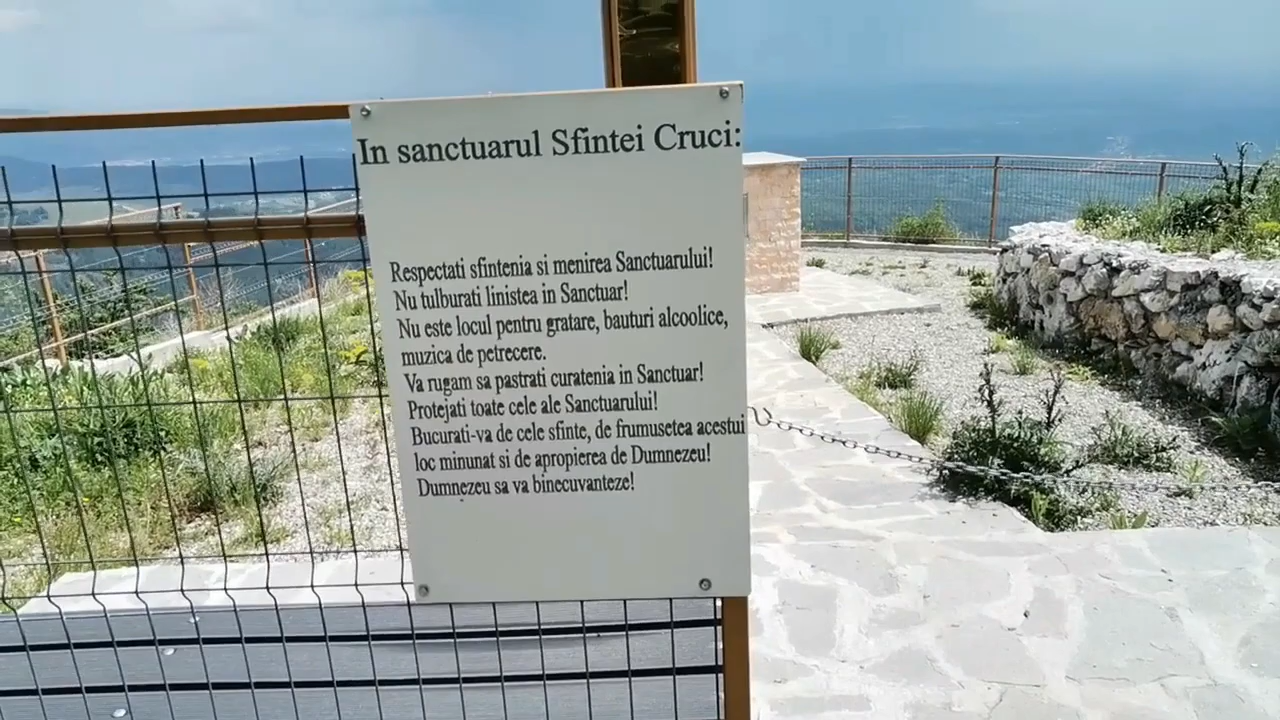 In sanctuarul Sfintei Cruci:
Respectati sfintenia si menirea Sanctuarului!
Nu tulburati linistea in Sanctuar!
Nu este locul pentru gratare, bauturi alcoolice,
muzica de petrecere.
Va rugam sa pastrati curatenia in Sanctuar!
Protejati toate cele ale Sanctuarului!
Bucurati-va de cele sfinte, de frumusetea acestui
loc minunat si de apropierea de Dumnezeu!
Dumnezeu sa va binecuvanteze!